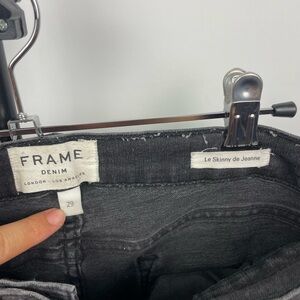 FRAME
DENIM
LONDON - LOS ANGELES
29
Le Skinny de Jeanne